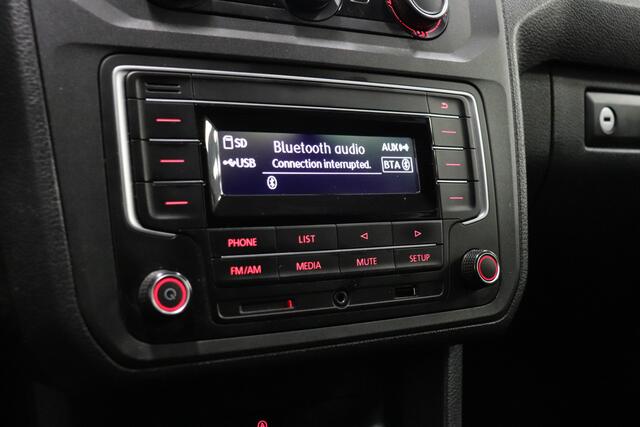 SD Bluetooth audio AUX
USB Connection interrupted. BTA
PHONE LIST
FM/AM MEDIA MUTE SETUP